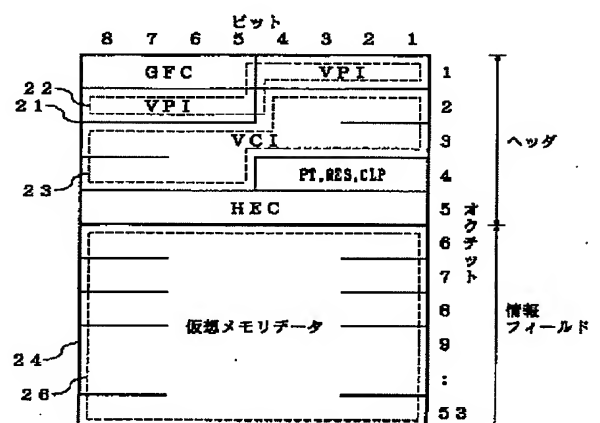 ビット
8 7 6 5 4 3 2 1
GFC VPI 1
22 VPI 2
21
VCI 3 ヘッダ
23 PT,RES,CLP 4
HEC 5
オクテット
6
7
仮想メモリデータ 8 情報
フィールド
24 9
26 :
53